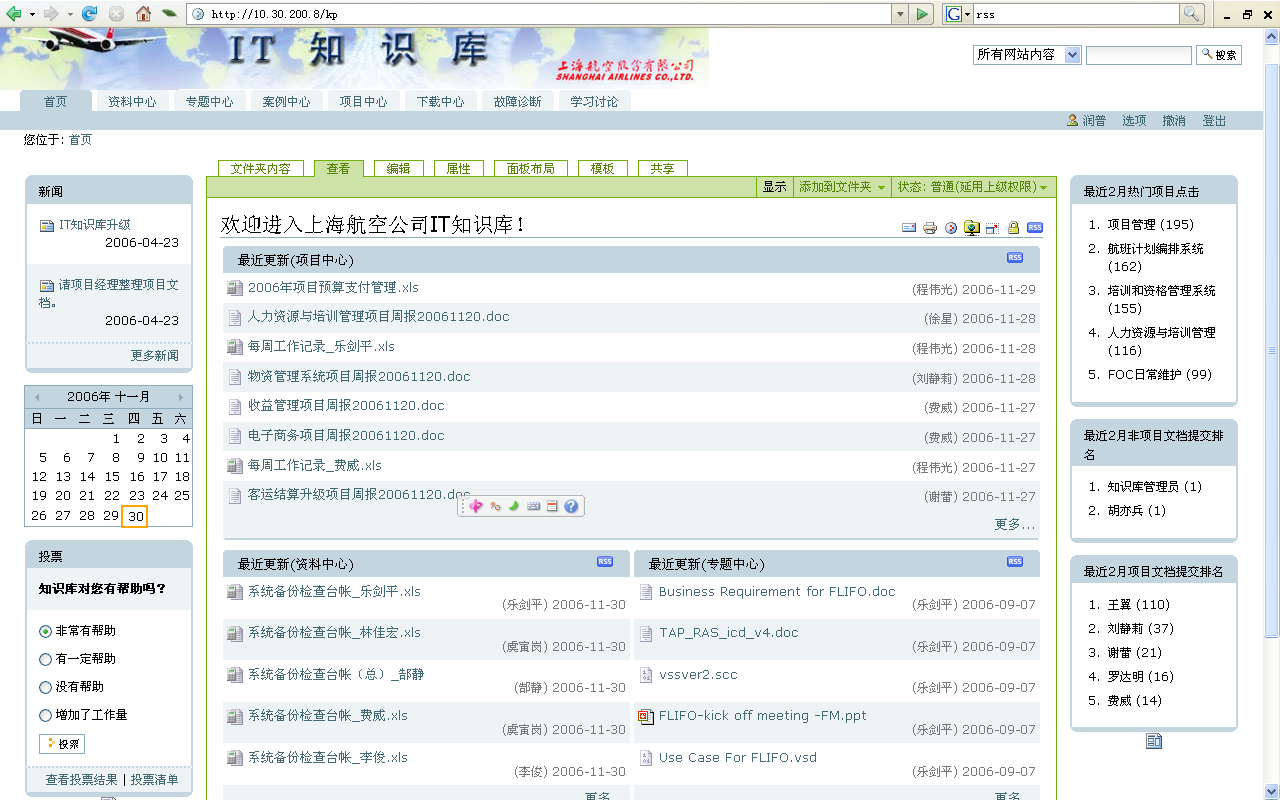 http://10.30.200.8/kp
rss
IT 知 识 库
上海航空股份有限公司
SHANGHAI AIRLINES CO.,LTD.
所有网站内容
搜索
首页 资料中心 专题中心 案例中心 项目中心 下载中心 故障诊断 学习讨论
润普 选项 撤消 登出
您位于: 首页
新闻
IT知识库升级
2006-04-23
请项目经理整理项目文档。
2006-04-23
更多新闻
2006年 十一月
日 一 二 三 四 五 六
1 2 3 4
5 6 7 8 9 10 11
12 13 14 15 16 17 18
19 20 21 22 23 24 25
26 27 28 29 30
投票
知识库对您有帮助吗?
非常有帮助
有一定帮助
没有帮助
增加了工作量
投票
查看投票结果 | 投票清单
文件夹内容 查看 编辑 属性 面板布局 模板 共享
显示 添加到文件夹 状态: 普通(延用上级权限)
欢迎进入上海航空公司IT知识库!
RSS
最近更新(项目中心) RSS
2006年项目预算支付管理.xls (程伟光) 2006-11-29
人力资源与培训管理项目周报20061120.doc (徐星) 2006-11-28
每周工作记录_乐剑平.xls (程伟光) 2006-11-28
物资管理系统项目周报20061120.doc (刘静莉) 2006-11-28
收益管理项目周报20061120.doc (费威) 2006-11-27
电子商务项目周报20061120.doc (费威) 2006-11-27
每周工作记录_费威.xls (程伟光) 2006-11-27
客运结算升级项目周报20061120.doc (谢蕾) 2006-11-27
更多...
最近更新(资料中心) RSS
系统备份检查台帐_乐剑平.xls
(乐剑平) 2006-11-30
系统备份检查台帐_林佳宏.xls
(虞寅岗) 2006-11-30
系统备份检查台帐（总）_郜静
(郜静) 2006-11-30
系统备份检查台帐_费威.xls
(虞寅岗) 2006-11-30
系统备份检查台帐_李俊.xls
(李俊) 2006-11-30
更多
最近更新(专题中心) RSS
Business Requirement for FLIFO.doc
(乐剑平) 2006-09-07
TAP_RAS_icd_v4.doc
(乐剑平) 2006-09-07
vssver2.scc
(乐剑平) 2006-09-07
FLIFO-kick off meeting -FM.ppt
(乐剑平) 2006-09-07
Use Case For FLIFO.vsd
(乐剑平) 2006-09-07
更多
最近2月热门项目点击
1. 项目管理 (195)
2. 航班计划编排系统
(162)
3. 培训和资格管理系统
(155)
4. 人力资源与培训管理
(116)
5. FOC日常维护 (99)
最近2月非项目文档提交排
名
1. 知识库管理员 (1)
2. 胡亦兵 (1)
最近2月项目文档提交排名
1. 王翼 (110)
2. 刘静莉 (37)
3. 谢蕾 (21)
4. 罗达明 (16)
5. 费威 (14)